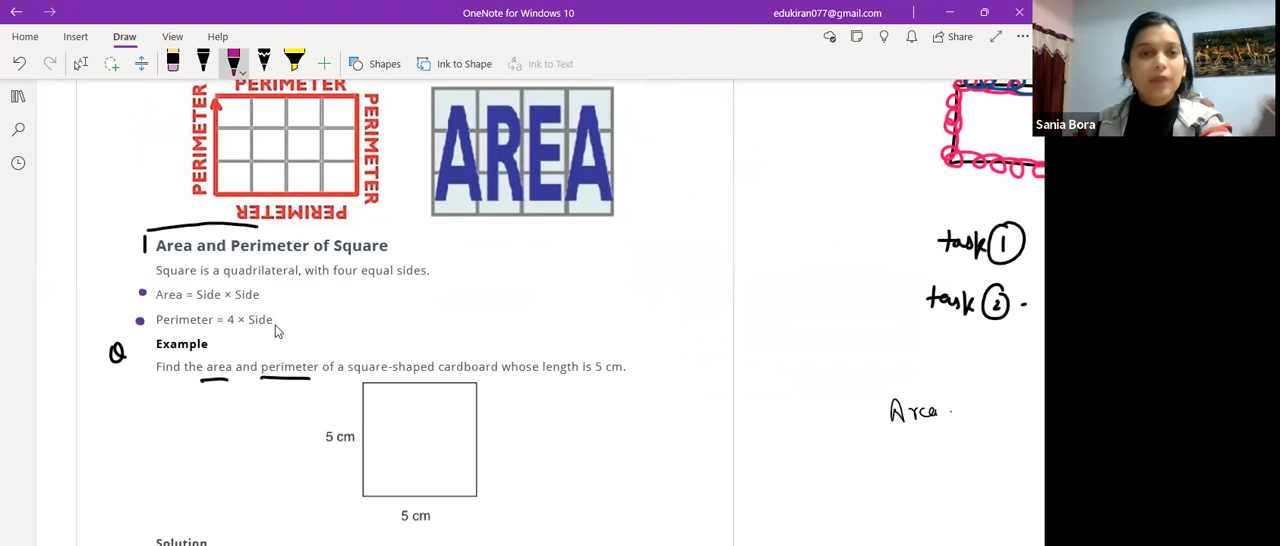 OneNote for Windows 10
edukiran077@gmail.com
Home Insert Draw View Help
Share
Shapes Ink to Shape Ink to Text
PERIMETER
PERIMETER
PERIMETER
PERIMETER
AREA
Sania Bora
Area and Perimeter of Square
Square is a quadrilateral, with four equal sides.
Area = Side × Side
Perimeter = 4 × Side
Example
Q
Find the area and perimeter of a square-shaped cardboard whose length is 5 cm.
5 cm
5 cm
Solution
task 1
task 2
Area